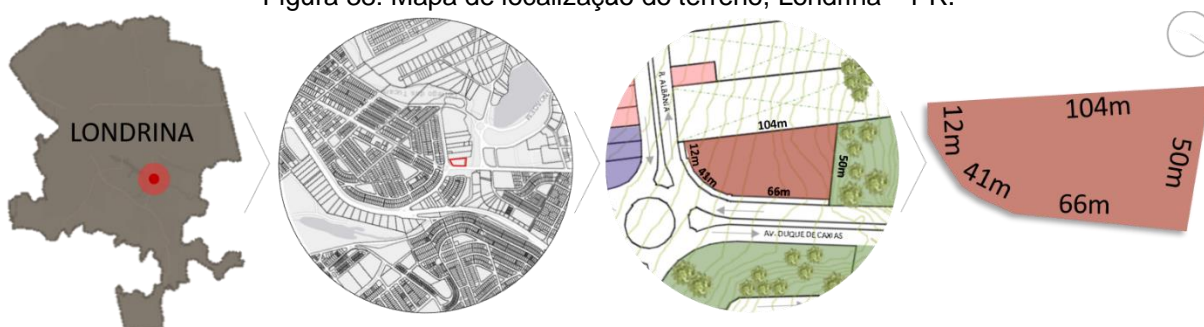 Figura 38. Mapa de localização do terreno, Londrina – PR.
LONDRINA
R. ALBÂNIA
104m
12m
41m
50m
66m
AV. DUQUE DE CAXIAS
104m
12m
41m
50m
66m